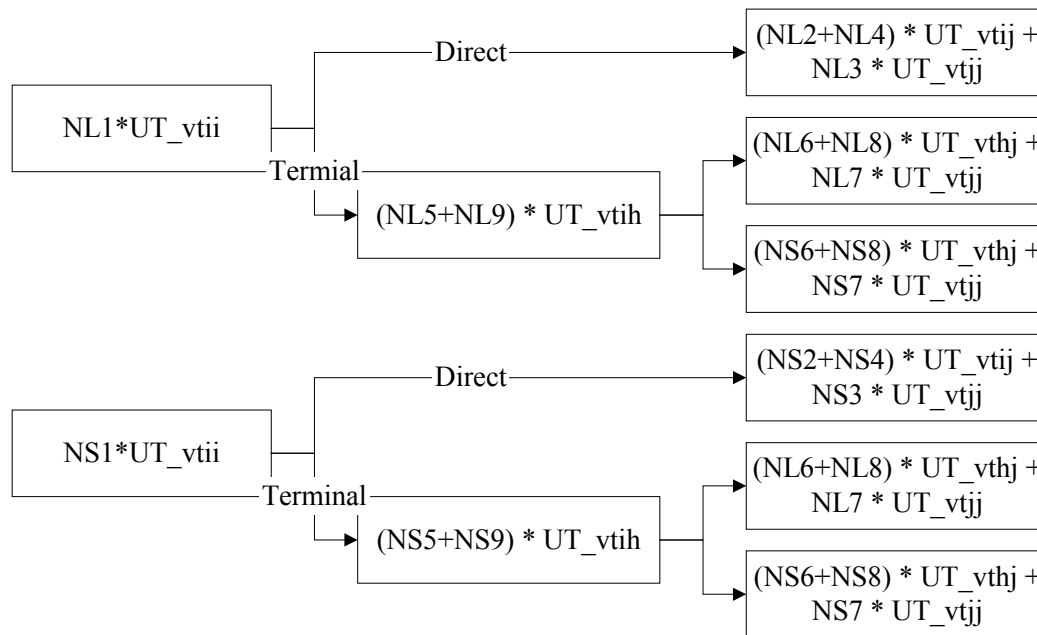 Direct
(NL2+NL4) * UT_vtij +
NL3 * UT_vtjj
NL1*UT_vtii
Termial
(NL5+NL9) * UT_vtih
(NL6+NL8) * UT_vthj +
NL7 * UT_vtjj
(NS6+NS8) * UT_vthj +
NS7 * UT_vtjj
Direct
(NS2+NS4) * UT_vtij +
NS3 * UT_vtjj
NS1*UT_vtii
Terminal
(NS5+NS9) * UT_vtih
(NL6+NL8) * UT_vthj +
NL7 * UT_vtjj
(NS6+NS8) * UT_vthj +
NS7 * UT_vtjj